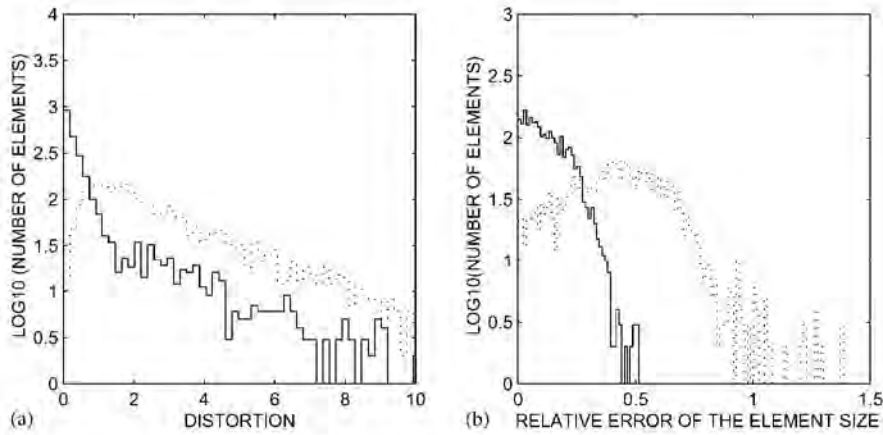 4
3.5
3
2.5
2
1.5
1
0.5
0
LOG10 (NUMBER OF ELEMENTS)
0 2 4 6 8 10
(a) DISTORTION
3
2.5
2
1.5
1
0.5
0
LOG10(NUMBER OF ELEMENTS)
0 0.5 1 1.5
(b) RELATIVE ERROR OF THE ELEMENT SIZE